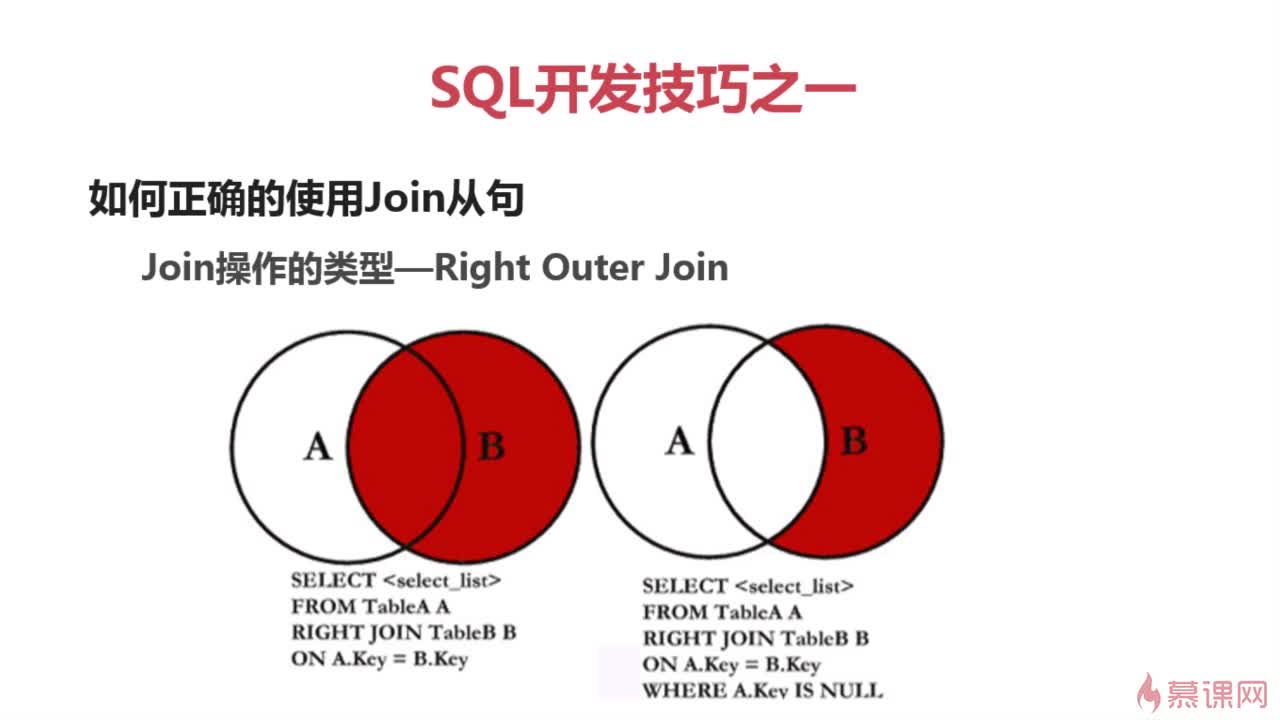 SQL开发技巧之一
如何正确的使用Join从句
Join操作的类型—Right Outer Join
A
B
A
B
SELECT <select_list>
FROM TableA A
RIGHT JOIN TableB B
ON A.Key = B.Key
SELECT <select_list>
FROM TableA A
RIGHT JOIN TableB B
ON A.Key = B.Key
WHERE A.Key IS NULL
慕课网